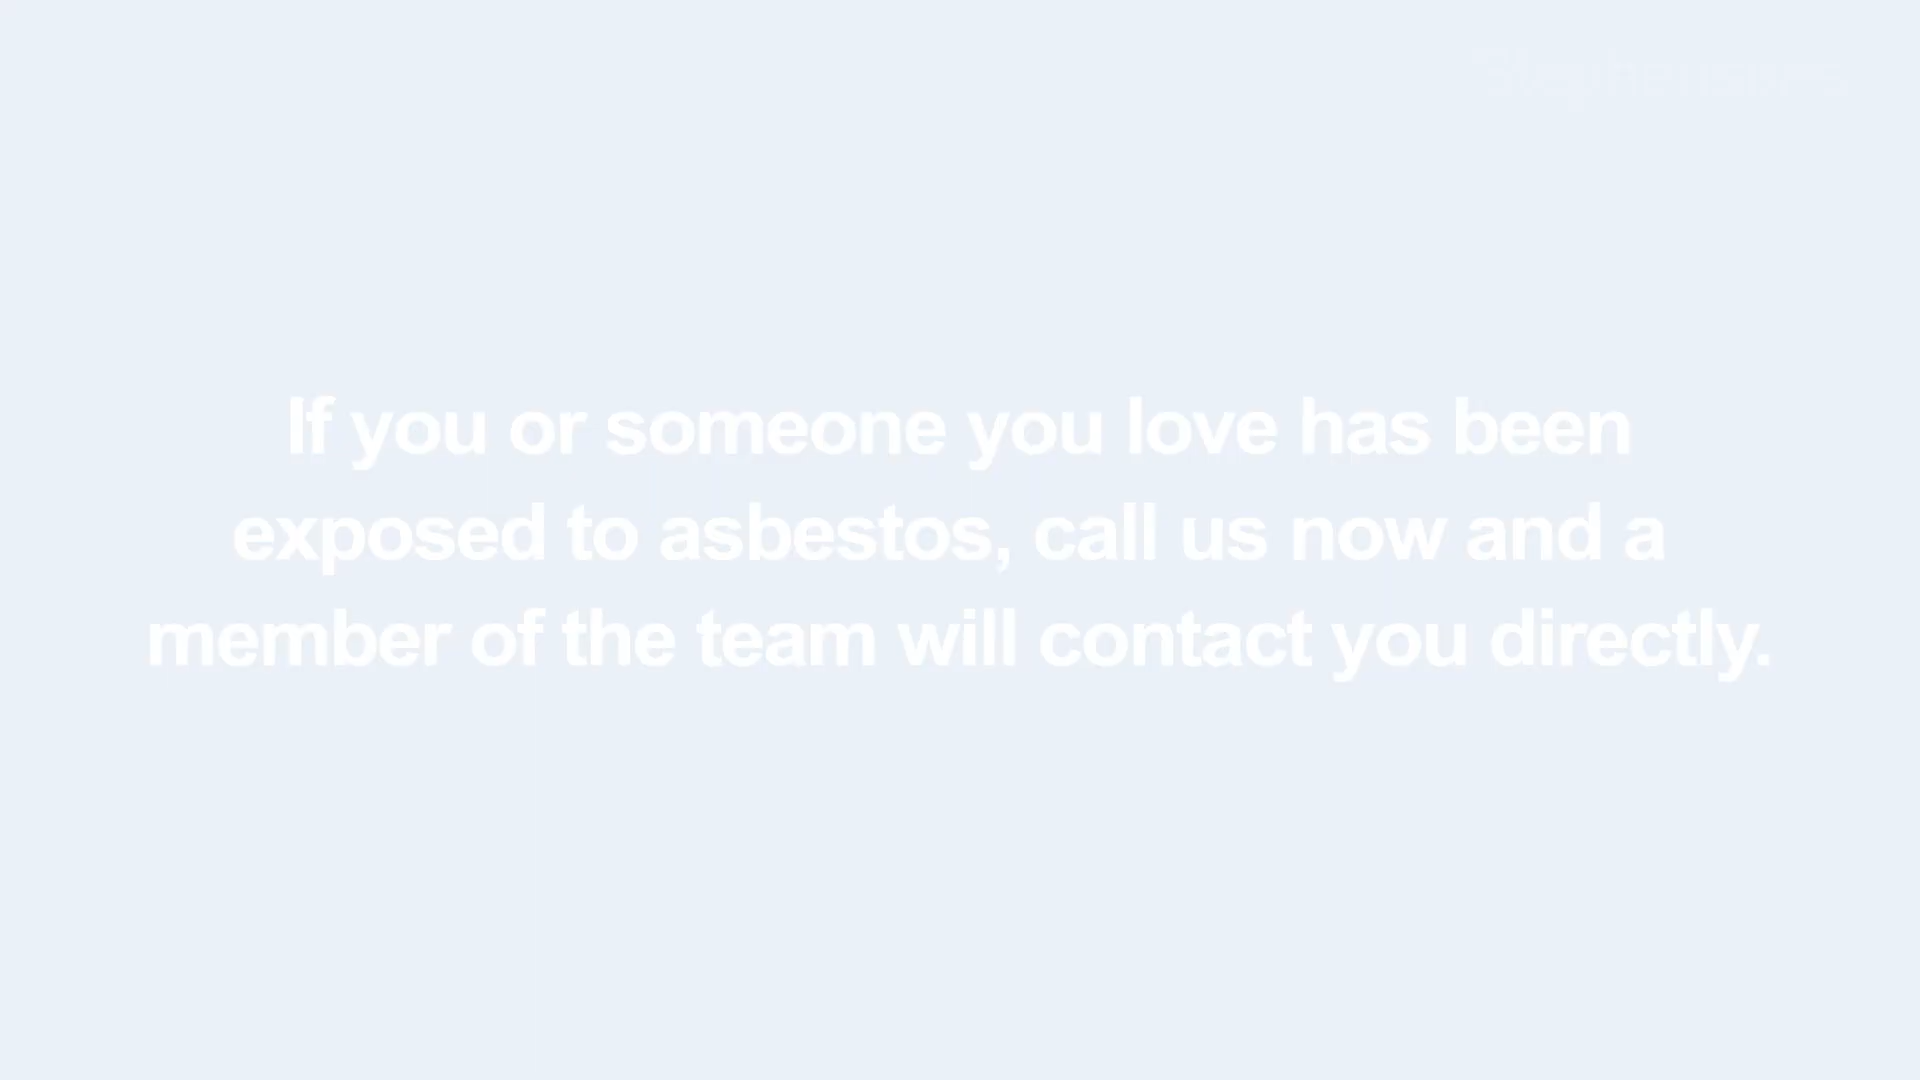 If you or someone you love has been
exposed to asbestos, call us now and a
member of the team will contact you directly.